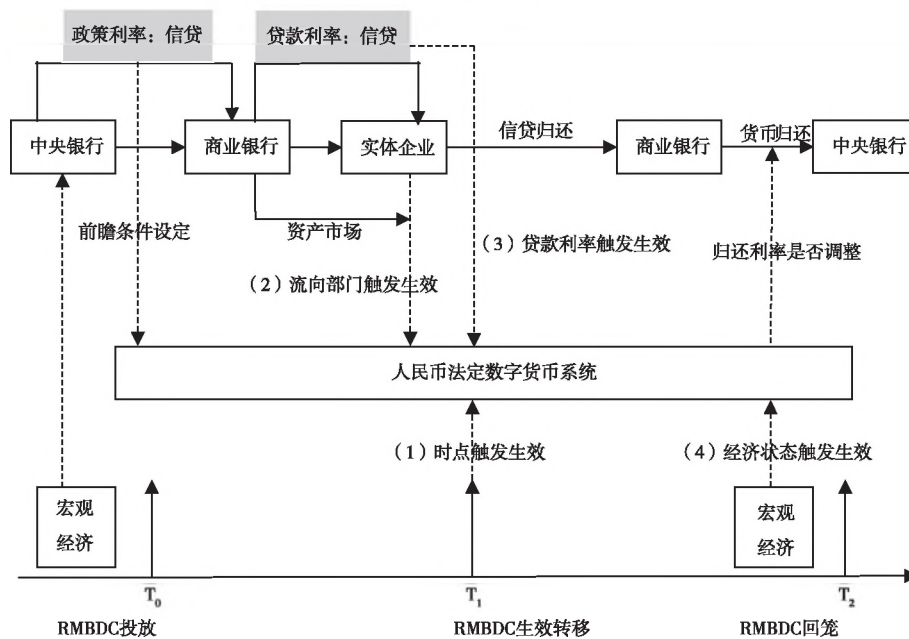 政策利率：信贷
贷款利率：信贷
中央银行
商业银行
实体企业
信贷归还
商业银行
货币归还
中央银行
前瞻条件设定
资产市场
（3）贷款利率触发生效
归还利率是否调整
（2）流向部门触发生效
人民币法定数字货币系统
（1）时点触发生效
（4）经济状态触发生效
宏观
经济
宏观
经济
T₀
T₁
T₂
RMBDC投放
RMBDC生效转移
RMBDC回笼